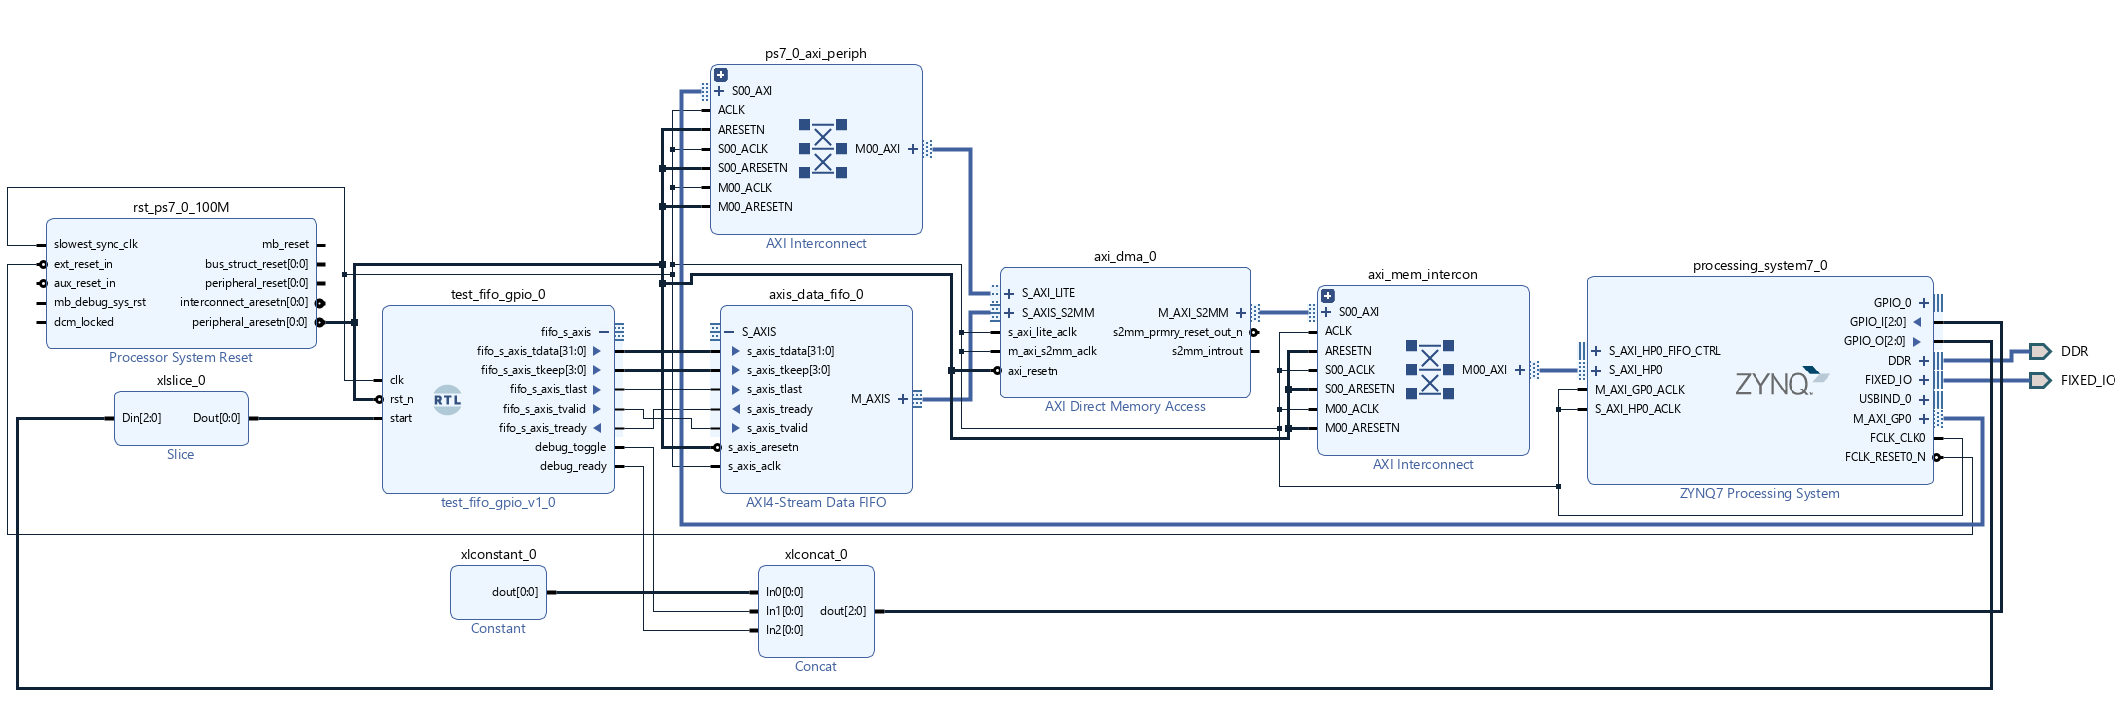 ps7_0_axi_periph
S00_AXI
ACLK
ARESETN
S00_ACLK
S00_ARESETN
M00_ACLK
M00_ARESETN
M00_AXI
AXI Interconnect
rst_ps7_0_100M
slowest_sync_clk
ext_reset_in
aux_reset_in
mb_debug_sys_rst
dcm_locked
mb_reset
bus_struct_reset[0:0]
peripheral_reset[0:0]
interconnect_aresetn[0:0]
peripheral_aresetn[0:0]
Processor System Reset
xlslice_0
Din[2:0]
Dout[0:0]
Slice
test_fifo_gpio_0
clk
rst_n
start
RTL
fifo_s_axis
fifo_s_axis_tdata[31:0]
fifo_s_axis_tkeep[3:0]
fifo_s_axis_tlast
fifo_s_axis_tvalid
fifo_s_axis_tready
debug_toggle
debug_ready
test_fifo_gpio_v1_0
axis_data_fifo_0
S_AXIS
s_axis_tdata[31:0]
s_axis_tkeep[3:0]
s_axis_tlast
s_axis_tready
s_axis_tvalid
s_axis_aresetn
s_axis_aclk
M_AXIS
AXI4-Stream Data FIFO
axi_dma_0
S_AXI_LITE
S_AXIS_S2MM
s_axi_lite_aclk
m_axi_s2mm_aclk
axi_resetn
M_AXI_S2MM
s2mm_prmry_reset_out_n
s2mm_introut
AXI Direct Memory Access
axi_mem_intercon
S00_AXI
ACLK
ARESETN
S00_ACLK
S00_ARESETN
M00_ACLK
M00_ARESETN
M00_AXI
AXI Interconnect
processing_system7_0
S_AXI_HP0_FIFO_CTRL
S_AXI_HP0
M_AXI_GP0_ACLK
S_AXI_HP0_ACLK
ZYNQ
GPIO_0
GPIO_I[2:0]
GPIO_O[2:0]
DDR
FIXED_IO
USBIND_0
M_AXI_GP0
FCLK_CLK0
FCLK_RESET0_N
ZYNQ7 Processing System
DDR
FIXED_IO
xlconstant_0
dout[0:0]
Constant
xlconcat_0
In0[0:0]
In1[0:0]
In2[0:0]
dout[2:0]
Concat